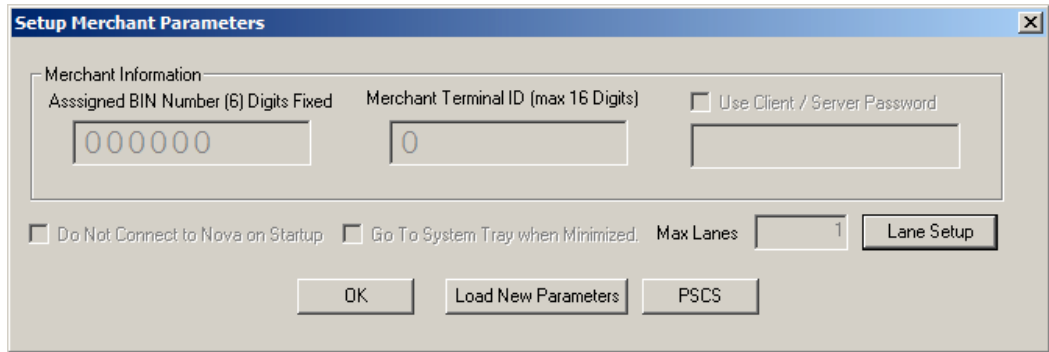 Setup Merchant Parameters
Merchant Information
Asssigned BIN Number (6) Digits Fixed Merchant Terminal ID (max 16 Digits) Use Client / Server Password
000000 0
Do Not Connect to Nova on Startup Go To System Tray when Minimized. Max Lanes 1 Lane Setup
OK Load New Parameters PSCS